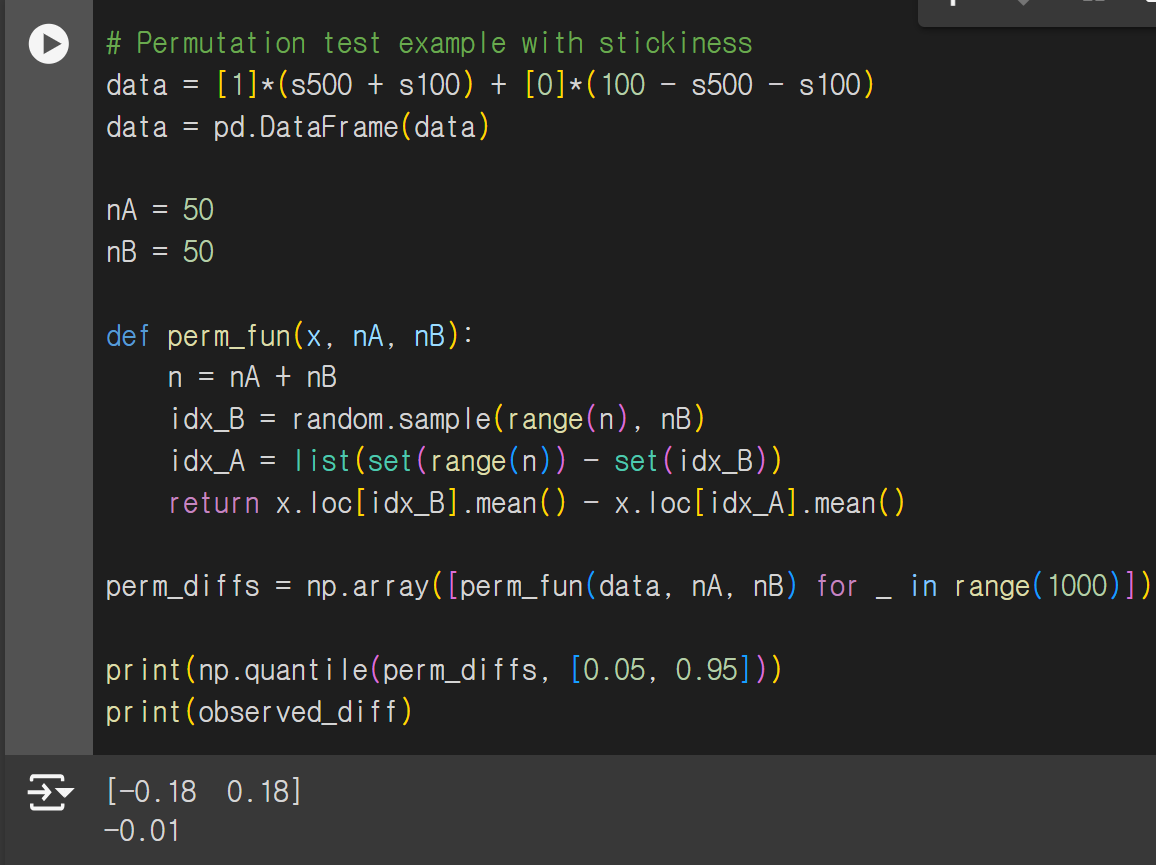 # Permutation test example with stickiness
data = [1]*(s500 + s100) + [0]*(100 - s500 - s100)
data = pd.DataFrame(data)
nA = 50
nB = 50
def perm_fun(x, nA, nB):
    n = nA + nB
    idx_B = random.sample(range(n), nB)
    idx_A = list(set(range(n)) - set(idx_B))
    return x.loc[idx_B].mean() - x.loc[idx_A].mean()
perm_diffs = np.array([perm_fun(data, nA, nB) for _ in range(1000)])
print(np.quantile(perm_diffs, [0.05, 0.95]))
print(observed_diff)
[-0.18  0.18]
-0.01